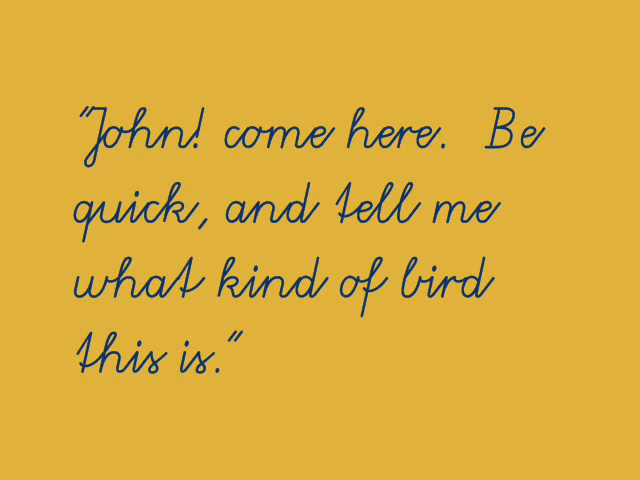 "John! come here.  Be
quick, and tell me
what kind of bird
this is."